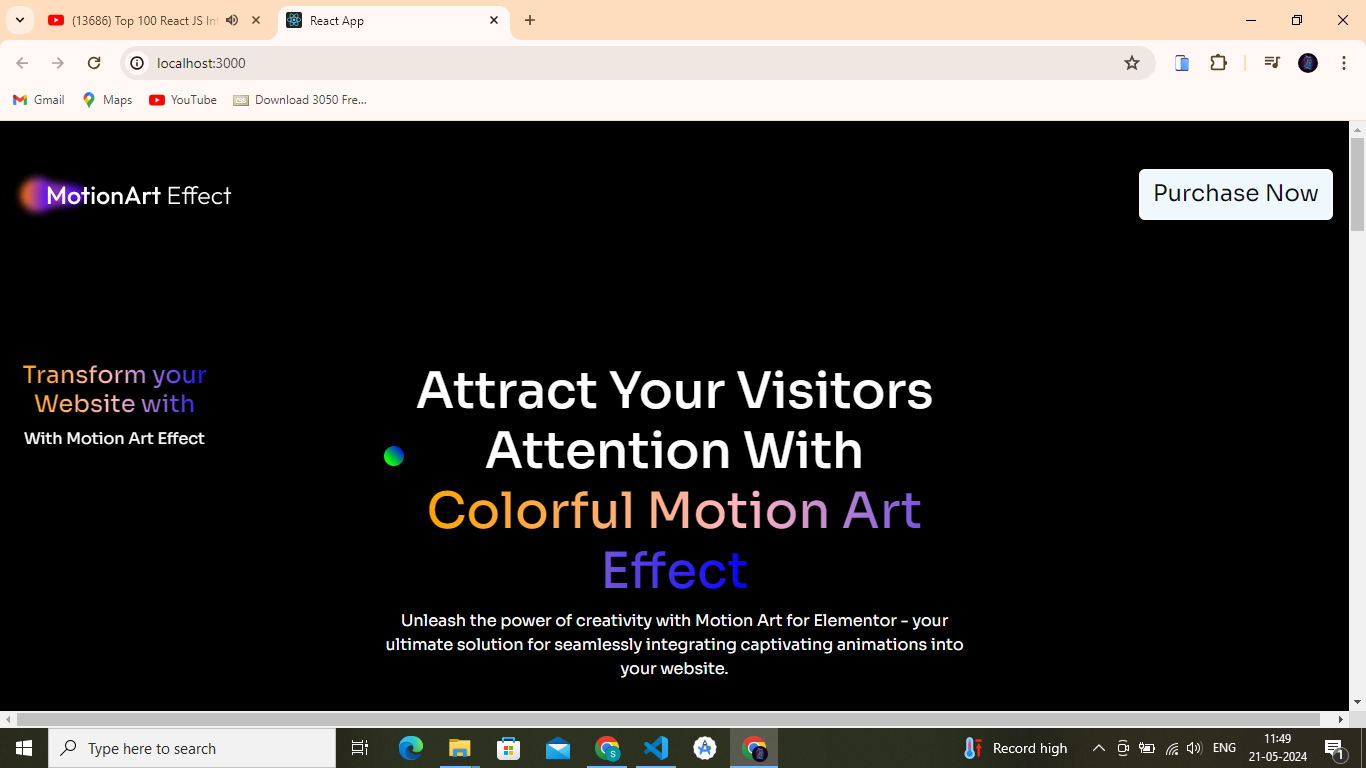 (13686) Top 100 React JS Int
React App
localhost:3000
Gmail
Maps
YouTube
Download 3050 Fre...
MotionArt Effect
Purchase Now
Transform your
Website with
With Motion Art Effect
Attract Your Visitors
Attention With
Colorful Motion Art
Effect
Unleash the power of creativity with Motion Art for Elementor - your
ultimate solution for seamlessly integrating captivating animations into
your website.
Type here to search
S
Record high
ENG
11:49
21-05-2024
1